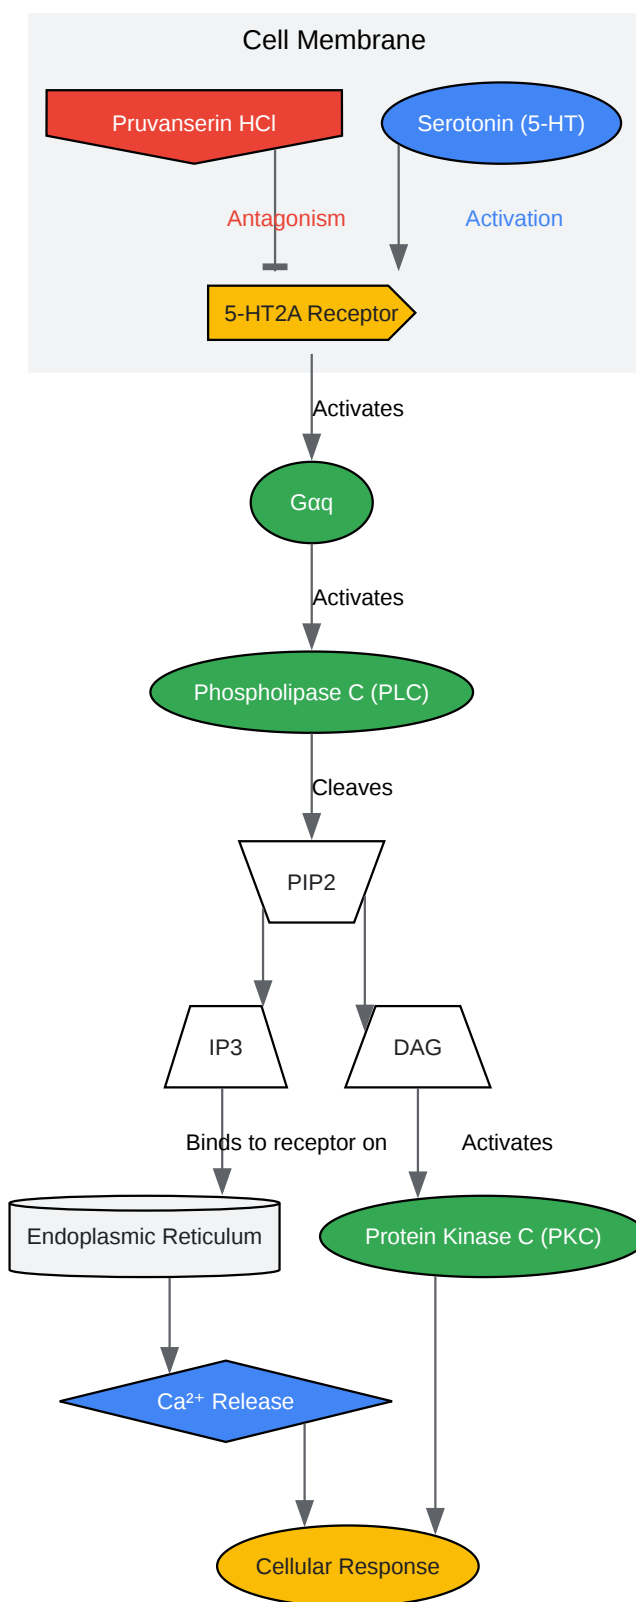 Cell Membrane
Pruvanserin HCl
Serotonin (5-HT)
Antagonism
Activation
5-HT2A Receptor
Activates
Gαq
Activates
Phospholipase C (PLC)
Cleaves
PIP2
IP3
DAG
Binds to receptor on
Activates
Endoplasmic Reticulum
Protein Kinase C (PKC)
Ca²⁺ Release
Cellular Response